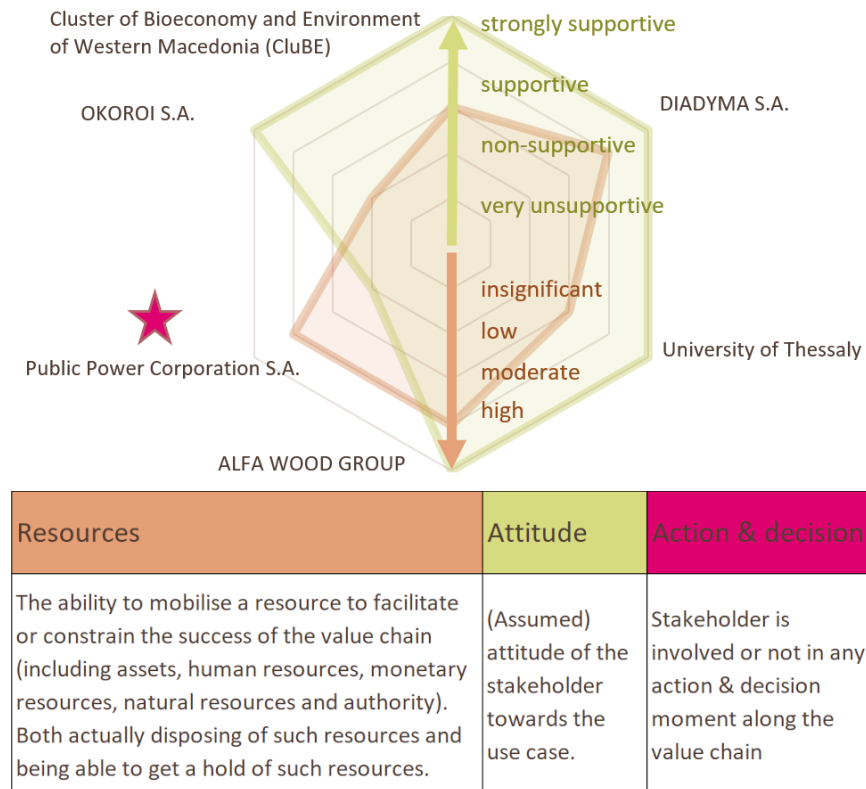 Cluster of Bioeconomy and Environment
of Western Macedonia (CluBE)
strongly supportive
supportive
DIADYMA S.A.
OKOROI S.A.
non-supportive
very unsupportive
insignificant
low
University of Thessaly
Public Power Corporation S.A.
moderate
high
ALFA WOOD GROUP
Resources
Attitude
Action & decision
The ability to mobilise a resource to facilitate
or constrain the success of the value chain
(including assets, human resources, monetary
resources, natural resources and authority).
Both actually disposing of such resources and
being able to get a hold of such resources.
(Assumed)
attitude of the
stakeholder
towards the
use case.
Stakeholder is
involved or not in any
action & decision
moment along the
value chain